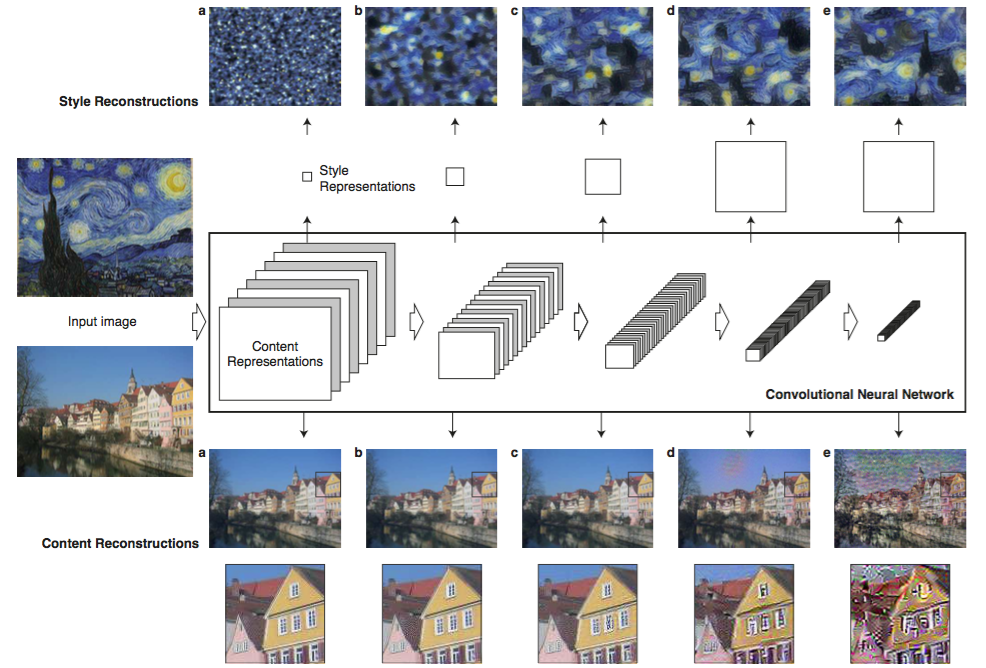 a
b
c
d
e
Style Reconstructions
Style
Representations
Input image
Content
Representations
Convolutional Neural Network
a
b
c
d
e
Content Reconstructions